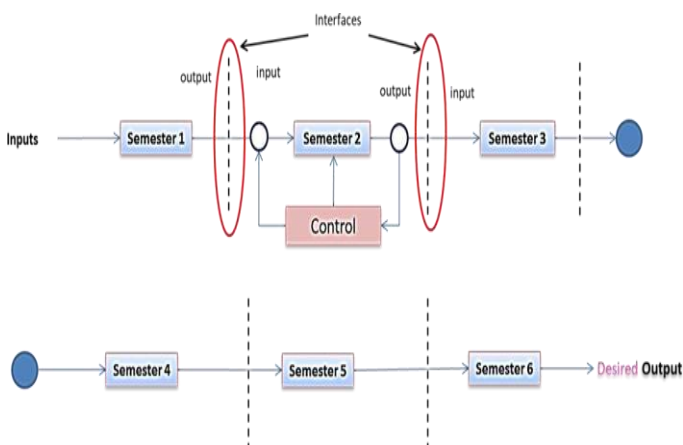 Interfaces
output
input
output
input
Inputs
Semester 1
Semester 2
Semester 3
Control
Semester 4
Semester 5
Semester 6
Desired Output